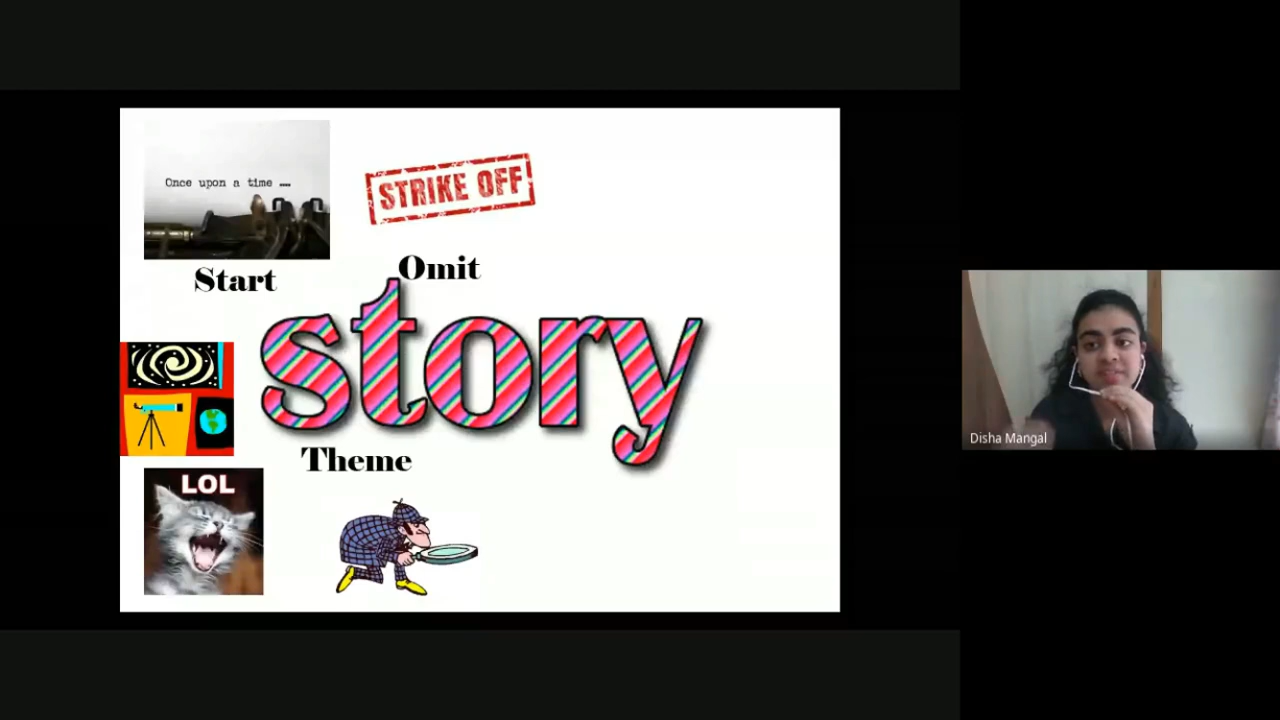 Once upon a time ....
STRIKE OFF
Start
Omit
story
Theme
LOL
Disha Mangal